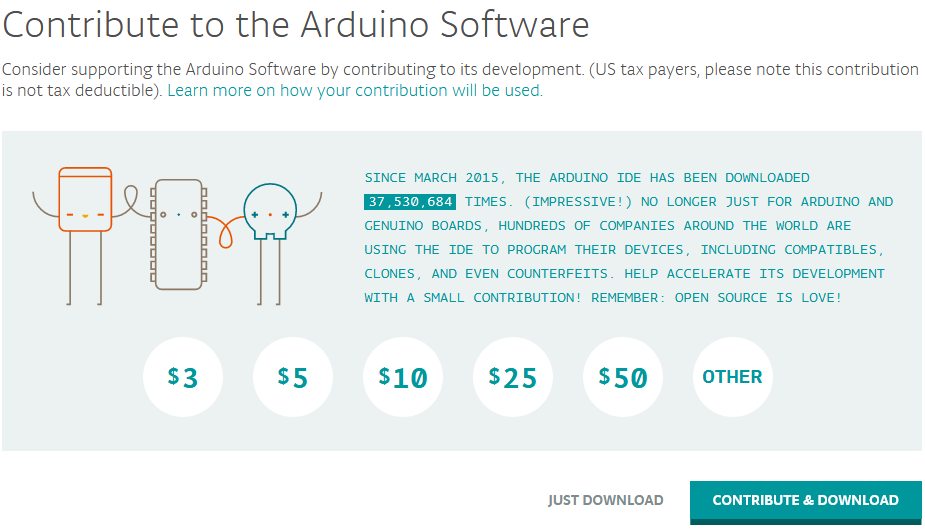 Contribute to the Arduino Software
Consider supporting the Arduino Software by contributing to its development. (US tax payers, please note this contribution
is not tax deductible). Learn more on how your contribution will be used.
SINCE MARCH 2015, THE ARDUINO IDE HAS BEEN DOWNLOADED
37,530,684 TIMES. (IMPRESSIVE!) NO LONGER JUST FOR ARDUINO AND
GENUINO BOARDS, HUNDREDS OF COMPANIES AROUND THE WORLD ARE
USING THE IDE TO PROGRAM THEIR DEVICES, INCLUDING COMPATIBLES,
CLONES, AND EVEN COUNTERFEITS. HELP ACCELERATE ITS DEVELOPMENT
WITH A SMALL CONTRIBUTION! REMEMBER: OPEN SOURCE IS LOVE!
$3 $5 $10 $25 $50 OTHER
JUST DOWNLOAD CONTRIBUTE & DOWNLOAD